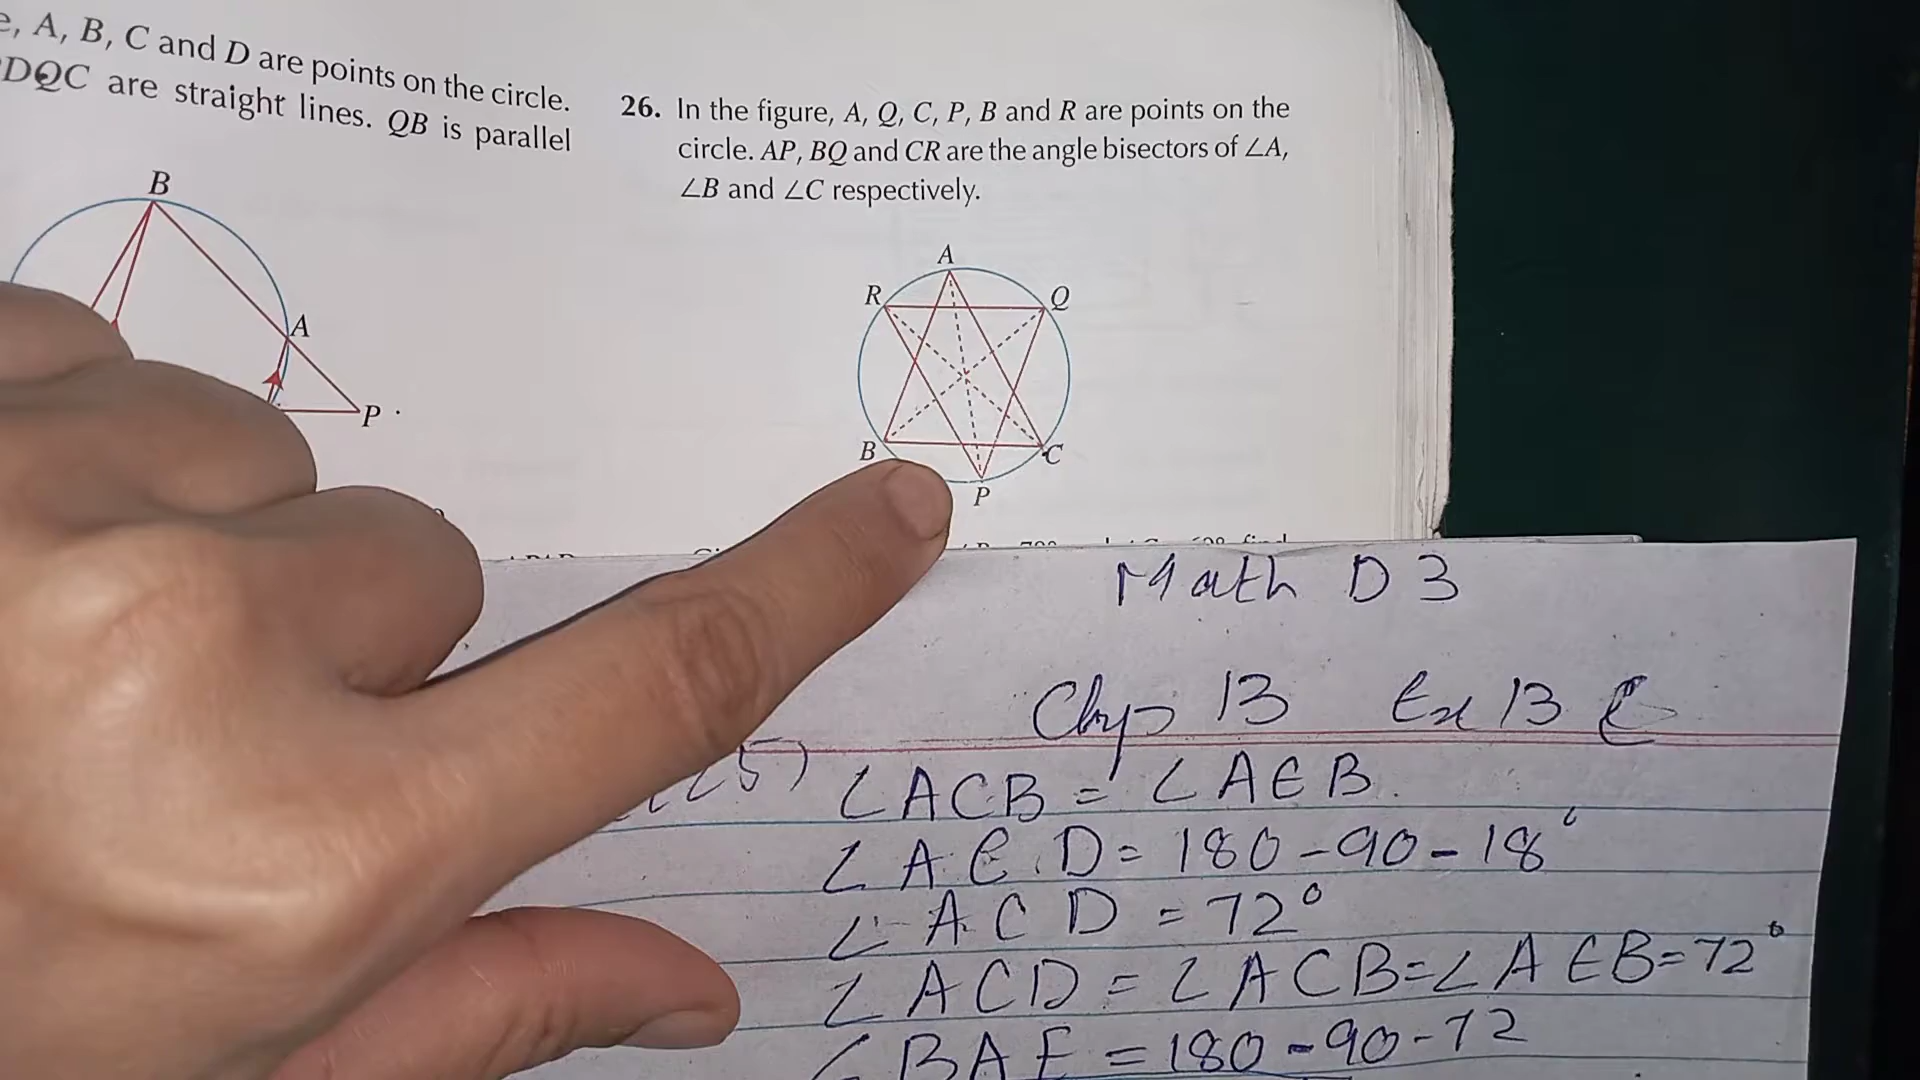 A, B, C and D are points on the circle.
DQC are straight lines. QB is parallel
B
A
P
26. In the figure, A, Q, C, P, B and R are points on the
circle. AP, BQ and CR are the angle bisectors of ∠A,
∠B and ∠C respectively.
A
R
Q
B
C
P
Math D3
Chp 13 Ex 13 C
∠ACB = ∠AEB.
∠ACD = 180 - 90 - 18°
∠ACD = 72°
∠ACD = ∠ACB = ∠AEB = 72°
∠BAE = 180 - 90 - 72